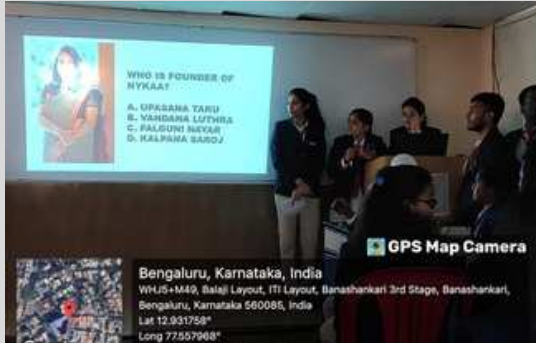 WHO IS FOUNDER OF
NYKAA?
A. UPASANA TAKU
B. VANDANA LUTHRA
C. FALGUNI NAYAR
D. KALPANA SAROJ
GPS Map Camera
Bengaluru, Karnataka, India
WHJ5+M49, Balaji Layout, ITI Layout, Banashankari 3rd Stage, Banashankari,
Bengaluru, Karnataka 560085, India
Lat 12.931758°
Long 77.557968°